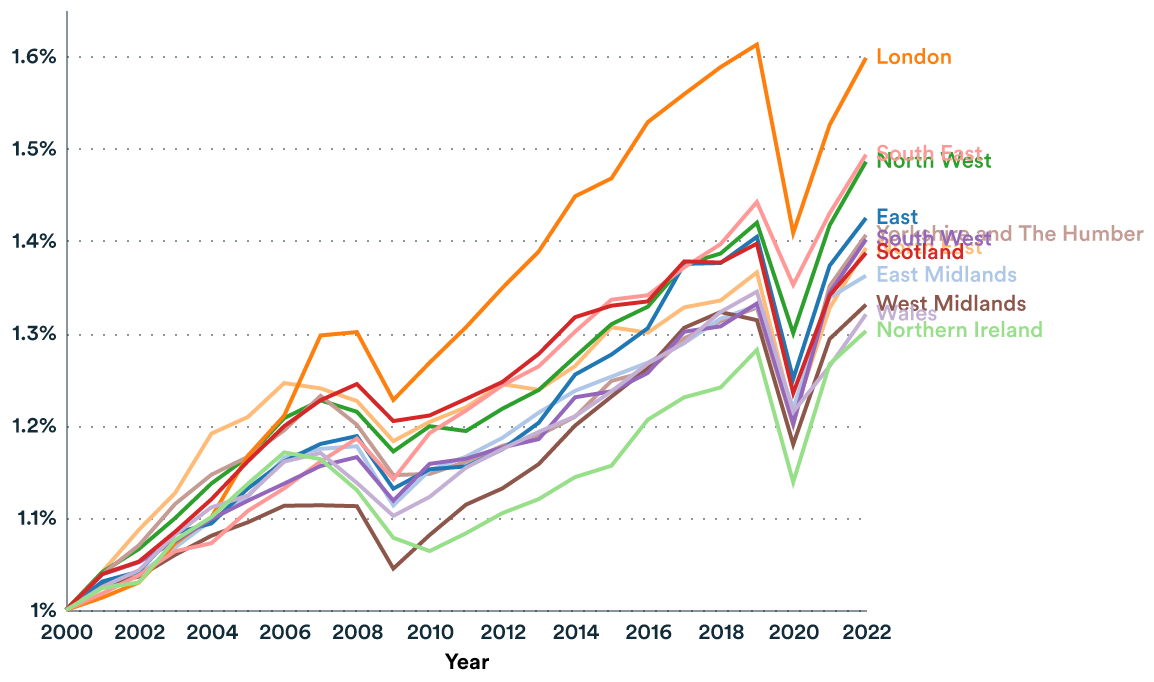 1.6%
London
1.5%
South East
North West
East
1.4%
Yorkshire and The Humber
South West
North East
Scotland
East Midlands
1.3%
West Midlands
Wales
Northern Ireland
1.2%
1.1%
1%
2000 2002 2004 2006 2008 2010 2012 2014 2016 2018 2020 2022
Year